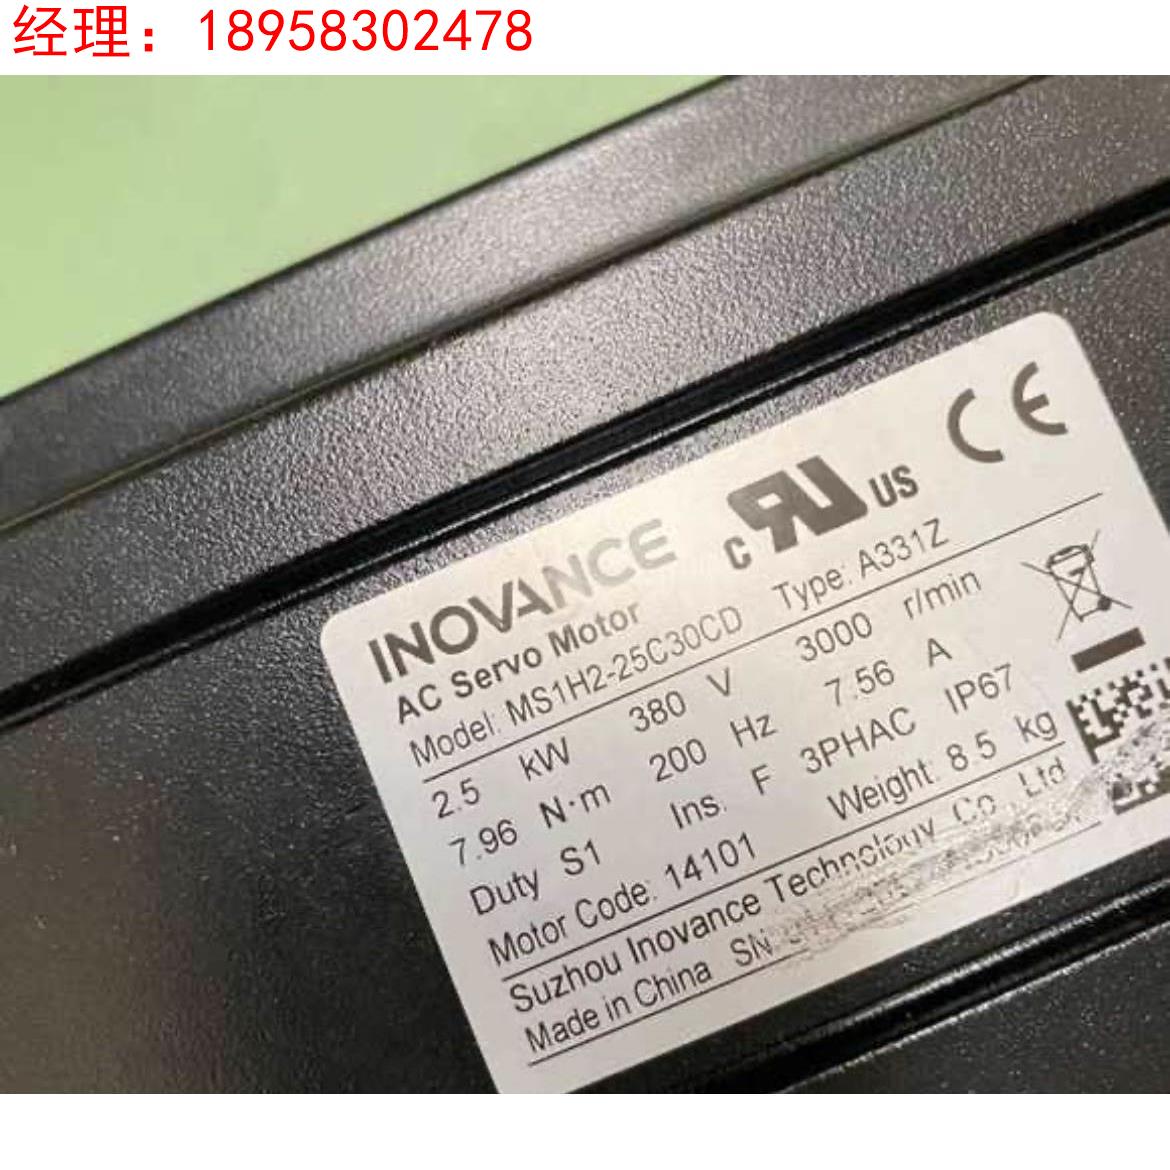 经理：18958302478
INOVANCE
c RU US CE
AC Servo Motor
Model: MS1H2-25C30CD Type: A331Z
2.5 kW 380 V 3000 r/min
7.96 N·m 200 Hz 7.56 A
Duty S1 Ins. F 3PHAC IP67
Motor Code: 14101 Weight: 8.5 kg
Suzhou Inovance Technology Co., Ltd
Made in China SN: